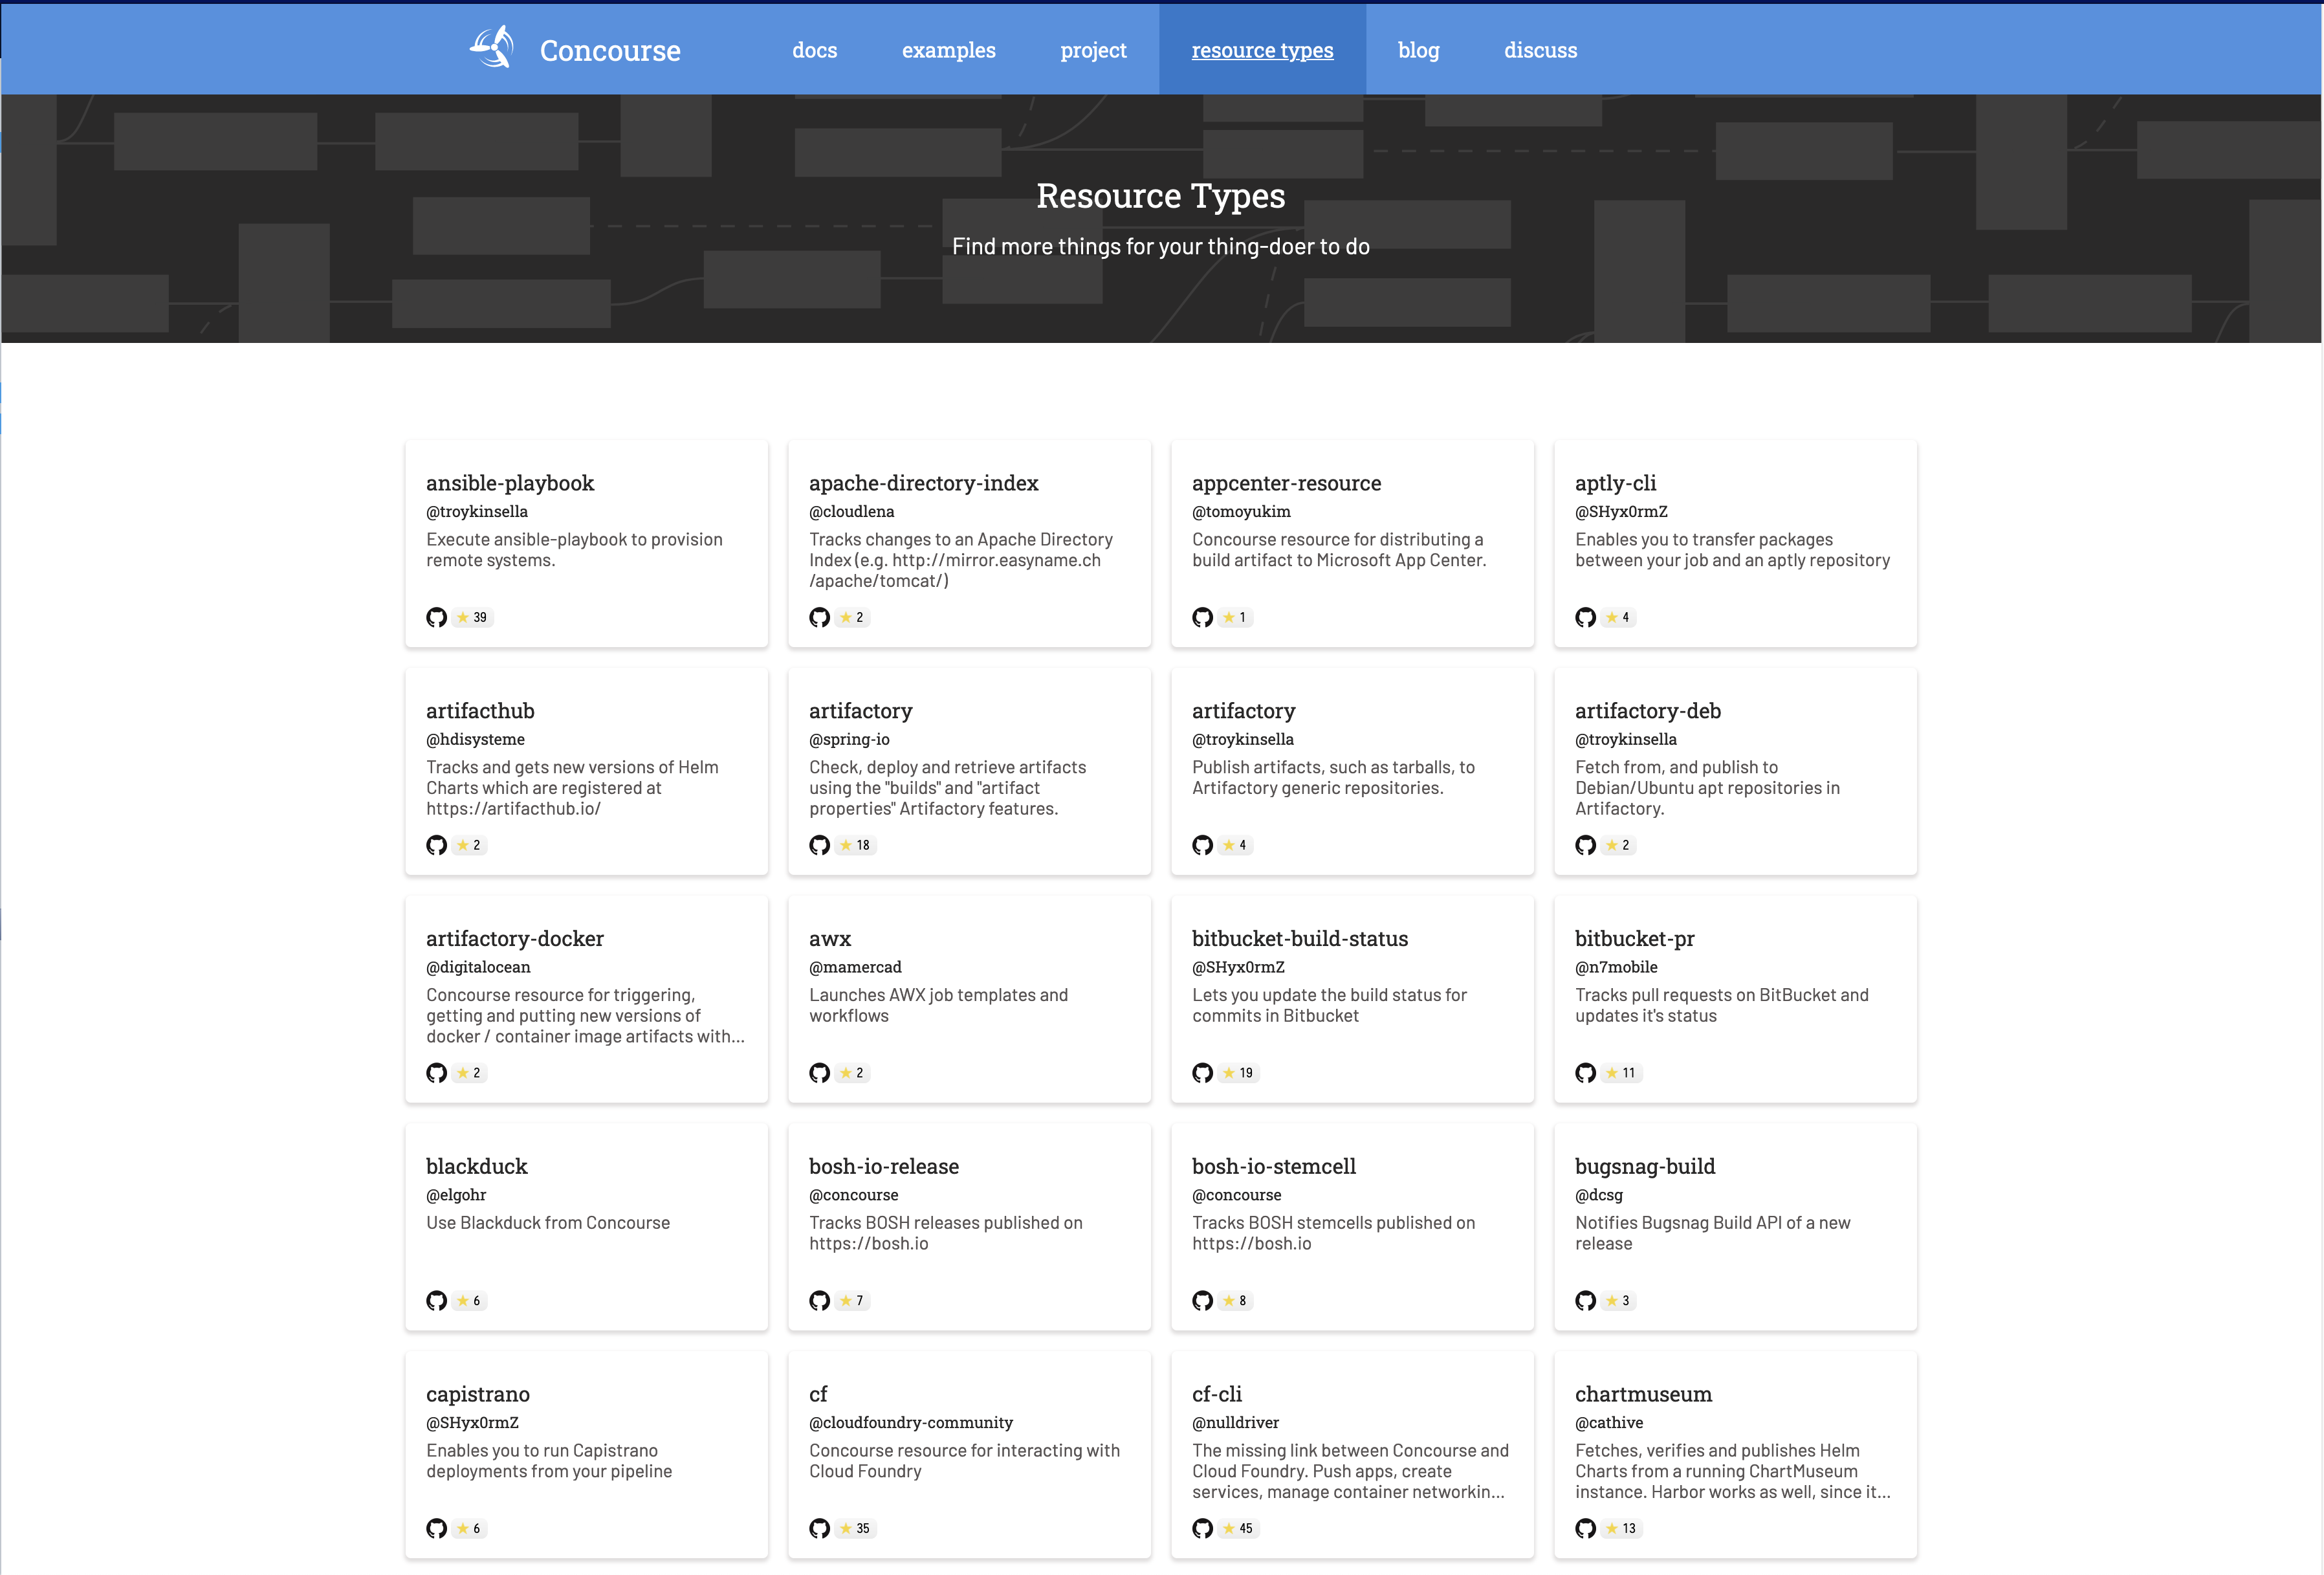 Concourse
docs
examples
project
resource types
blog
discuss
Resource Types
Find more things for your thing-doer to do
ansible-playbook
@troykinsella
Execute ansible-playbook to provision
remote systems.
39
apache-directory-index
@cloudlena
Tracks changes to an Apache Directory
Index (e.g. http://mirror.easyname.ch
/apache/tomcat/)
2
appcenter-resource
@tomoyukim
Concourse resource for distributing a
build artifact to Microsoft App Center.
1
aptly-cli
@SHyx0rmZ
Enables you to transfer packages
between your job and an aptly repository
4
artifacthub
@hdisysteme
Tracks and gets new versions of Helm
Charts which are registered at
https://artifacthub.io/
2
artifactory
@spring-io
Check, deploy and retrieve artifacts
using the "builds" and "artifact
properties" Artifactory features.
18
artifactory
@troykinsella
Publish artifacts, such as tarballs, to
Artifactory generic repositories.
4
artifactory-deb
@troykinsella
Fetch from, and publish to
Debian/Ubuntu apt repositories in
Artifactory.
2
artifactory-docker
@digitalocean
Concourse resource for triggering,
getting and putting new versions of
docker / container image artifacts with...
2
awx
@mamercad
Launches AWX job templates and
workflows
2
bitbucket-build-status
@SHyx0rmZ
Lets you update the build status for
commits in Bitbucket
19
bitbucket-pr
@n7mobile
Tracks pull requests on BitBucket and
updates it's status
11
blackduck
@elgohr
Use Blackduck from Concourse
6
bosh-io-release
@concourse
Tracks BOSH releases published on
https://bosh.io
7
bosh-io-stemcell
@concourse
Tracks BOSH stemcells published on
https://bosh.io
8
bugsnag-build
@dcsg
Notifies Bugsnag Build API of a new
release
3
capistrano
@SHyx0rmZ
Enables you to run Capistrano
deployments from your pipeline
6
cf
@cloudfoundry-community
Concourse resource for interacting with
Cloud Foundry
35
cf-cli
@nulldriver
The missing link between Concourse and
Cloud Foundry. Push apps, create
services, manage container networkin...
45
chartmuseum
@cathive
Fetches, verifies and publishes Helm
Charts from a running ChartMuseum
instance. Harbor works as well, since it...
13